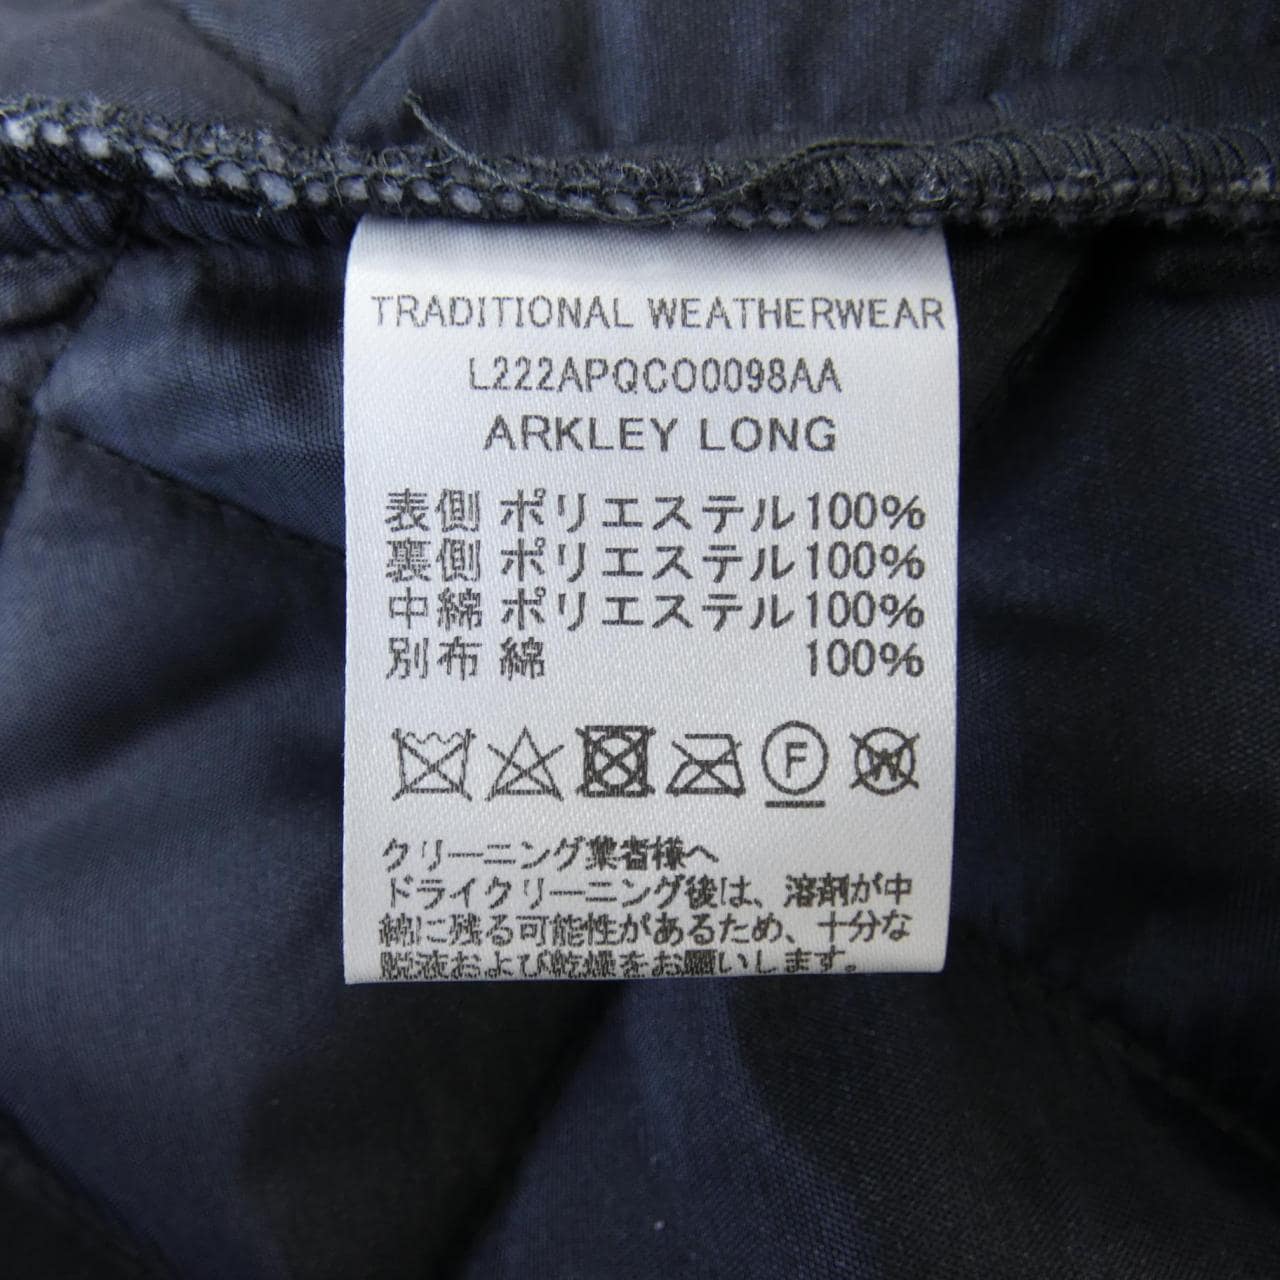 TRADITIONAL WEATHERWEAR
L222APQCO0098AA
ARKLEY LONG
表側 ポリエステル100%
裏側 ポリエステル100%
中綿 ポリエステル100%
別布 綿 100%
F W
クリーニング業者様へ
ドライクリーニング後は、溶剤が中
綿に残る可能性があるため、十分な
脱液および乾燥をお願いします。